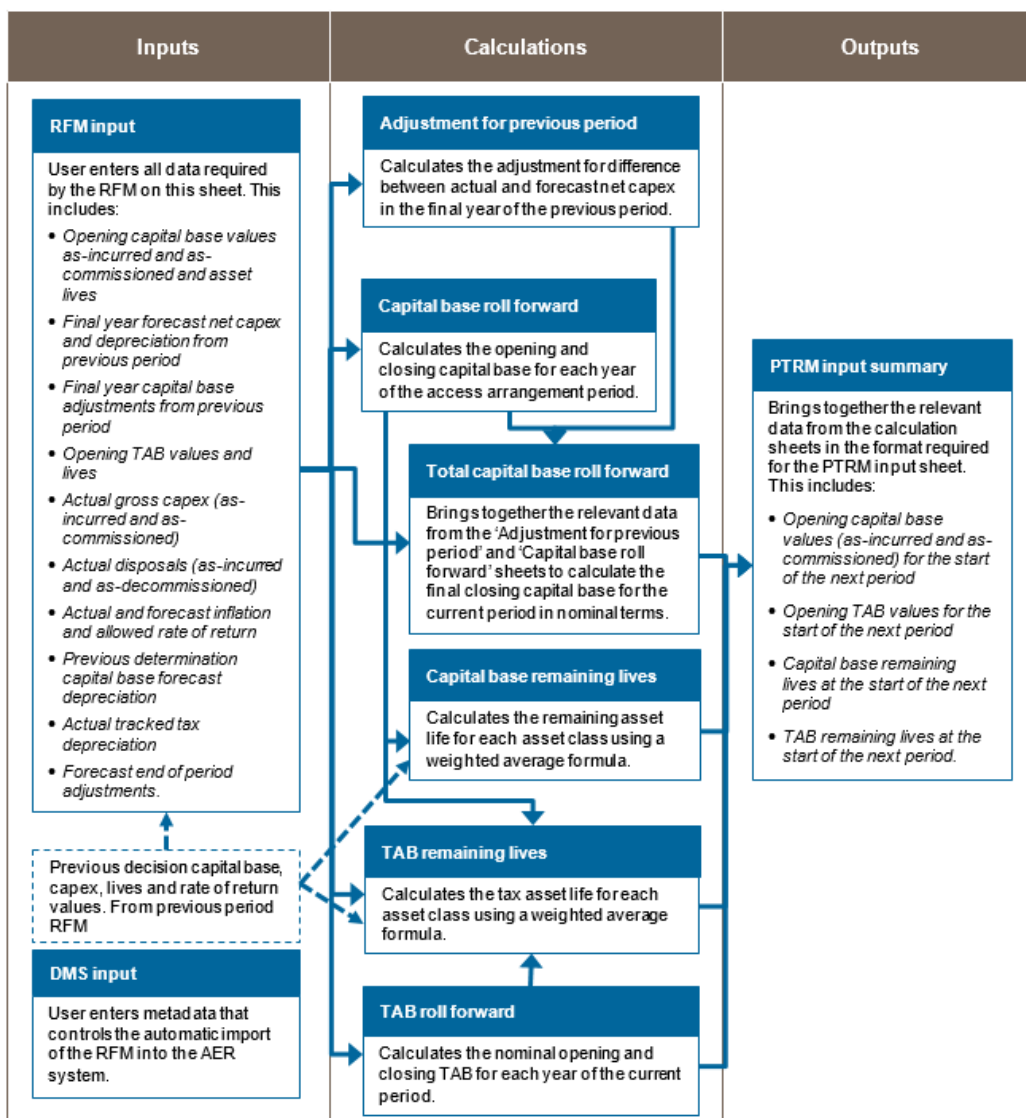 Inputs
Calculations
Outputs
RFM input
User enters all data required
by the RFM on this sheet. This
includes:
• Opening capital base values
as-incurred and as-
commissioned and asset
lives
• Final year forecast net capex
and depreciation from
previous period
• Final year capital base
adjustments from previous
period
• Opening TAB values and
lives
• Actual gross capex (as-
incurred and as-
commissioned)
• Actual disposals (as-incurred
and as-decommissioned)
• Actual and forecast inflation
and allowed rate of return
• Previous determination
capital base forecast
depreciation
• Actual tracked tax
depreciation
• Forecast end of period
adjustments.
Previous decision capital base,
capex, lives and rate of return
values. From previous period
RFM
DMS input
User enters metadata that
controls the automatic import
of the RFM into the AER
system.
Adjustment for previous period
Calculates the adjustment for difference
between actual and forecast net capex
in the final year of the previous period.
Capital base roll forward
Calculates the opening and
closing capital base for each year
of the access arrangement period.
Total capital base roll forward
Brings together the relevant data
from the ‘Adjustment for previous
period’ and ‘Capital base roll
forward’ sheets to calculate the
final closing capital base for the
current period in nominal terms.
Capital base remaining lives
Calculates the remaining asset
life for each asset class using a
weighted average formula.
TAB remaining lives
Calculates the tax asset life for each
asset class using a weighted average
formula.
TAB roll forward
Calculates the nominal opening and
closing TAB for each year of the current
period.
PTRM input summary
Brings together the relevant
data from the calculation
sheets in the format required
for the PTRM input sheet.
This includes:
• Opening capital base
values (as-incurred and as-
commissioned) for the start
of the next period
• Opening TAB values for the
start of the next period
• Capital base remaining
lives at the start of the next
period
• TAB remaining lives at the
start of the next period.